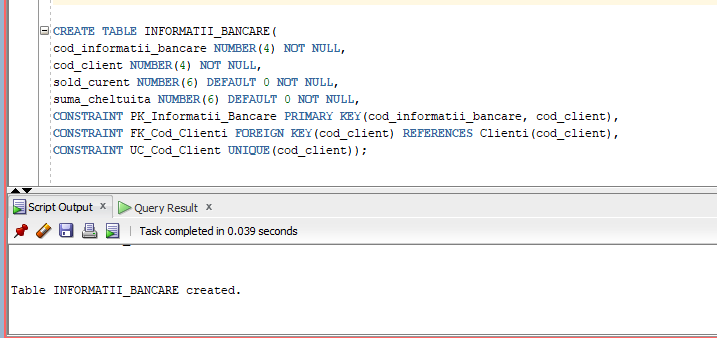 CREATE TABLE INFORMATII_BANCARE(
cod_informatii_bancare NUMBER(4) NOT NULL,
cod_client NUMBER(4) NOT NULL,
sold_curent NUMBER(6) DEFAULT 0 NOT NULL,
suma_cheltuita NUMBER(6) DEFAULT 0 NOT NULL,
CONSTRAINT PK_Informatii_Bancare PRIMARY KEY(cod_informatii_bancare, cod_client),
CONSTRAINT FK_Cod_Clienti FOREIGN KEY(cod_client) REFERENCES Clienti(cod_client),
CONSTRAINT UC_Cod_Client UNIQUE(cod_client));
Script Output x Query Result x
Task completed in 0.039 seconds
Table INFORMATII_BANCARE created.